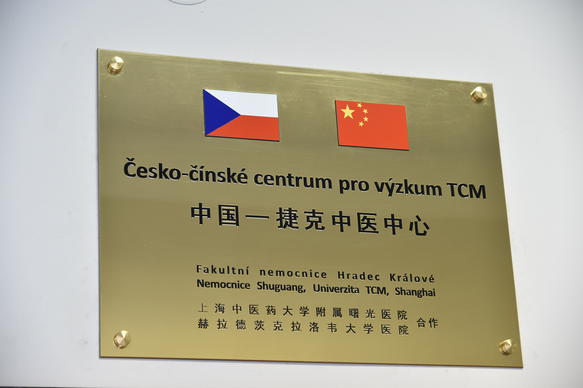 Česko-čínské centrum pro výzkum TCM
中国一捷克中医中心
Fakultní nemocnice Hradec Králové
Nemocnice Shuguang, Univerzita TCM, Shanghai
上海中医药大学附属曙光医院 合作
赫拉德茨克拉洛韦大学医院